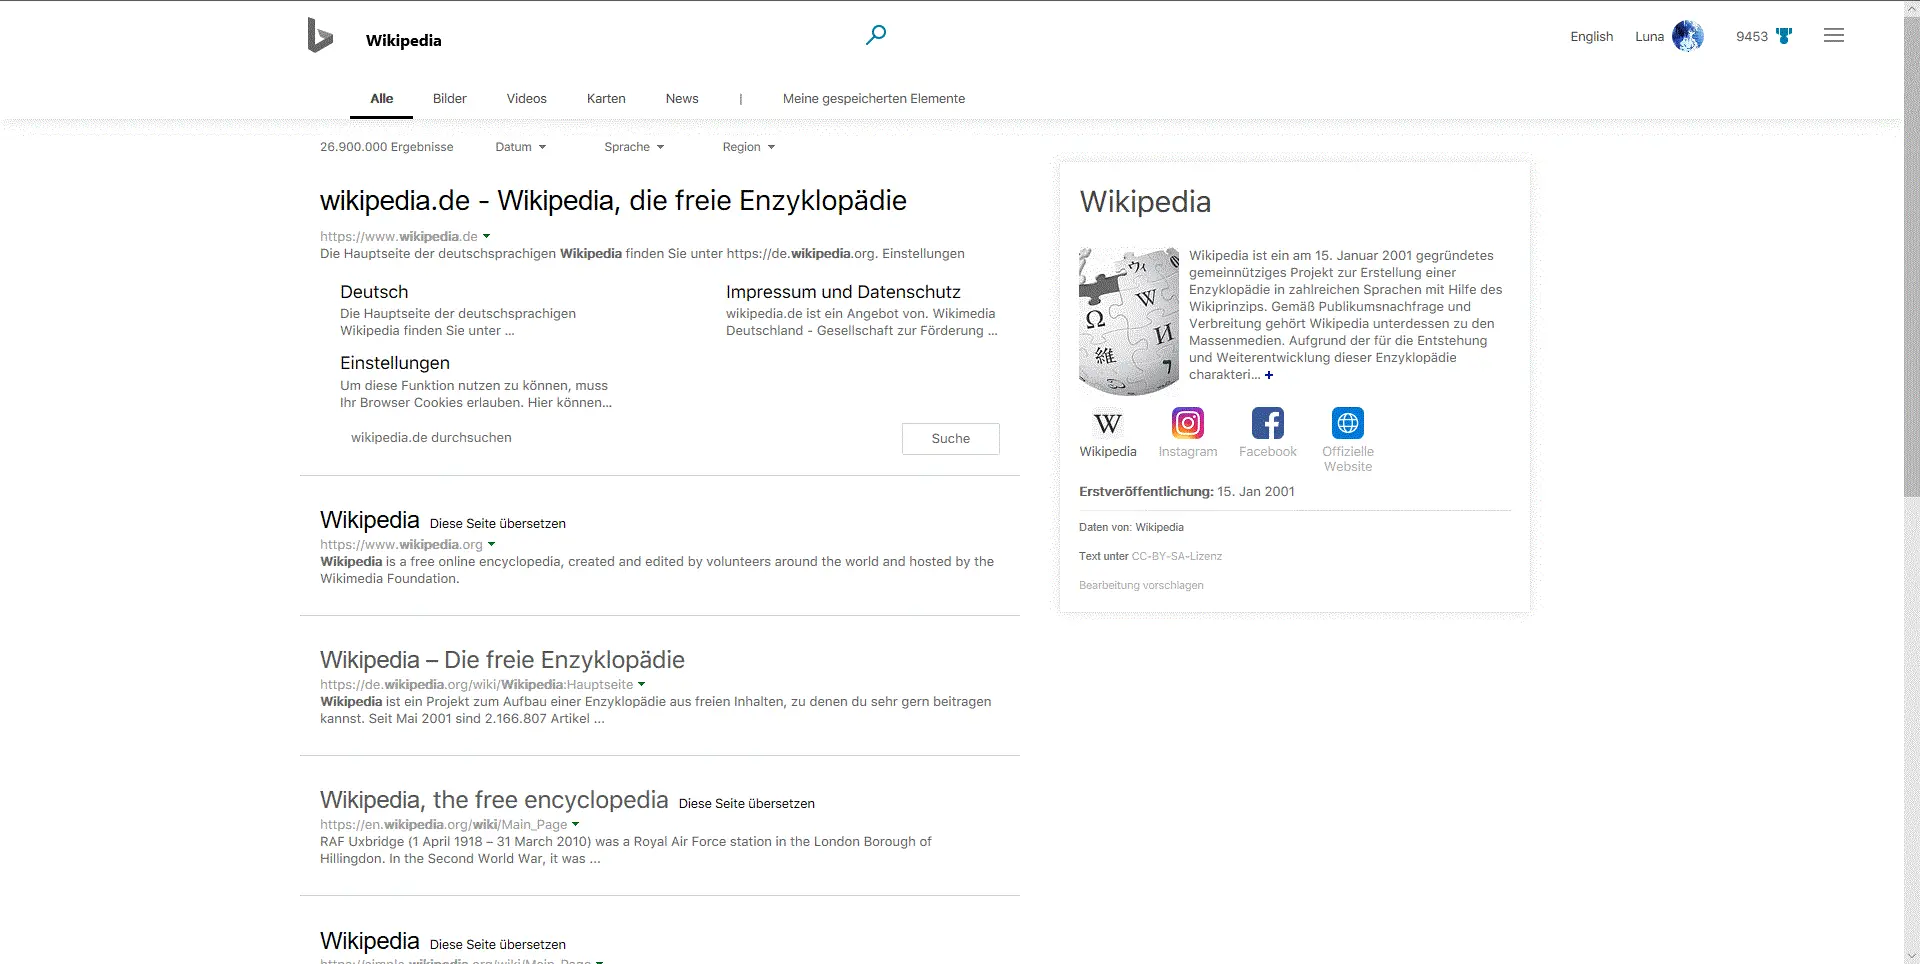 Wikipedia
English Luna 9453
Alle Bilder Videos Karten News | Meine gespeicherten Elemente
26.900.000 Ergebnisse Datum Sprache Region
wikipedia.de - Wikipedia, die freie Enzyklopädie
https://www.wikipedia.de
Die Hauptseite der deutschsprachigen Wikipedia finden Sie unter https://de.wikipedia.org. Einstellungen
Deutsch
Die Hauptseite der deutschsprachigen
Wikipedia finden Sie unter ...
Impressum und Datenschutz
wikipedia.de ist ein Angebot von. Wikimedia
Deutschland - Gesellschaft zur Förderung ...
Einstellungen
Um diese Funktion nutzen zu können, muss
Ihr Browser Cookies erlauben. Hier können...
wikipedia.de durchsuchen
Suche
Wikipedia Diese Seite übersetzen
https://www.wikipedia.org
Wikipedia is a free online encyclopedia, created and edited by volunteers around the world and hosted by the
Wikimedia Foundation.
Wikipedia – Die freie Enzyklopädie
https://de.wikipedia.org/wiki/Wikipedia:Hauptseite
Wikipedia ist ein Projekt zum Aufbau einer Enzyklopädie aus freien Inhalten, zu denen du sehr gern beitragen
kannst. Seit Mai 2001 sind 2.166.807 Artikel ...
Wikipedia, the free encyclopedia Diese Seite übersetzen
https://en.wikipedia.org/wiki/Main_Page
RAF Uxbridge (1 April 1918 – 31 March 2010) was a Royal Air Force station in the London Borough of
Hillingdon. In the Second World War, it was ...
Wikipedia Diese Seite übersetzen
https://simple.wikipedia.org/wiki/Main_Page
Wikipedia
Wikipedia ist ein am 15. Januar 2001 gegründetes
gemeinnütziges Projekt zur Erstellung einer
Enzyklopädie in zahlreichen Sprachen mit Hilfe des
Wikiprinzips. Gemäß Publikumsnachfrage und
Verbreitung gehört Wikipedia unterdessen zu den
Massenmedien. Aufgrund der für die Entstehung
und Weiterentwicklung dieser Enzyklopädie
charakteri... +
W
Ω
W
И
維
W
Wikipedia
Instagram
Facebook
Offizielle
Website
Erstveröffentlichung: 15. Jan 2001
Daten von: Wikipedia
Text unter CC-BY-SA-Lizenz
Bearbeitung vorschlagen